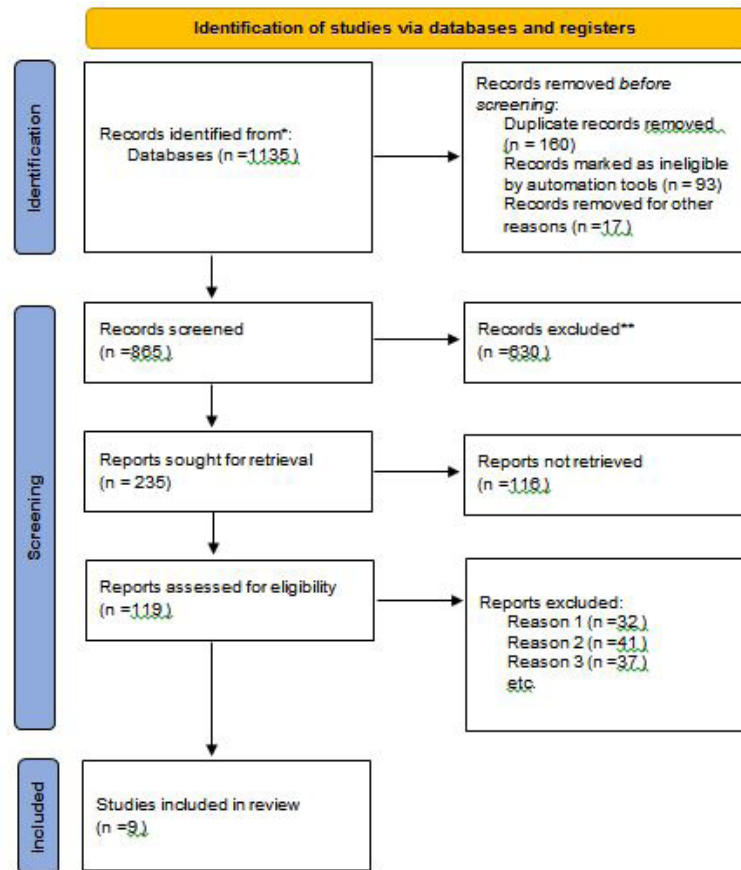 Identification of studies via databases and registers
Identification
Records identified from*:
Databases (n =1135 )
Records removed before
screening:
Duplicate records removed
(n = 160)
Records marked as ineligible
by automation tools (n = 93)
Records removed for other
reasons (n =17 )
Screening
Records screened
(n =865 )
Records excluded**
(n =630 )
Reports sought for retrieval
(n = 235)
Reports not retrieved
(n =116 )
Reports assessed for eligibility
(n =119 )
Reports excluded:
Reason 1 (n =32 )
Reason 2 (n =41 )
Reason 3 (n =37 )
etc.
Included
Studies included in review
(n =9 )